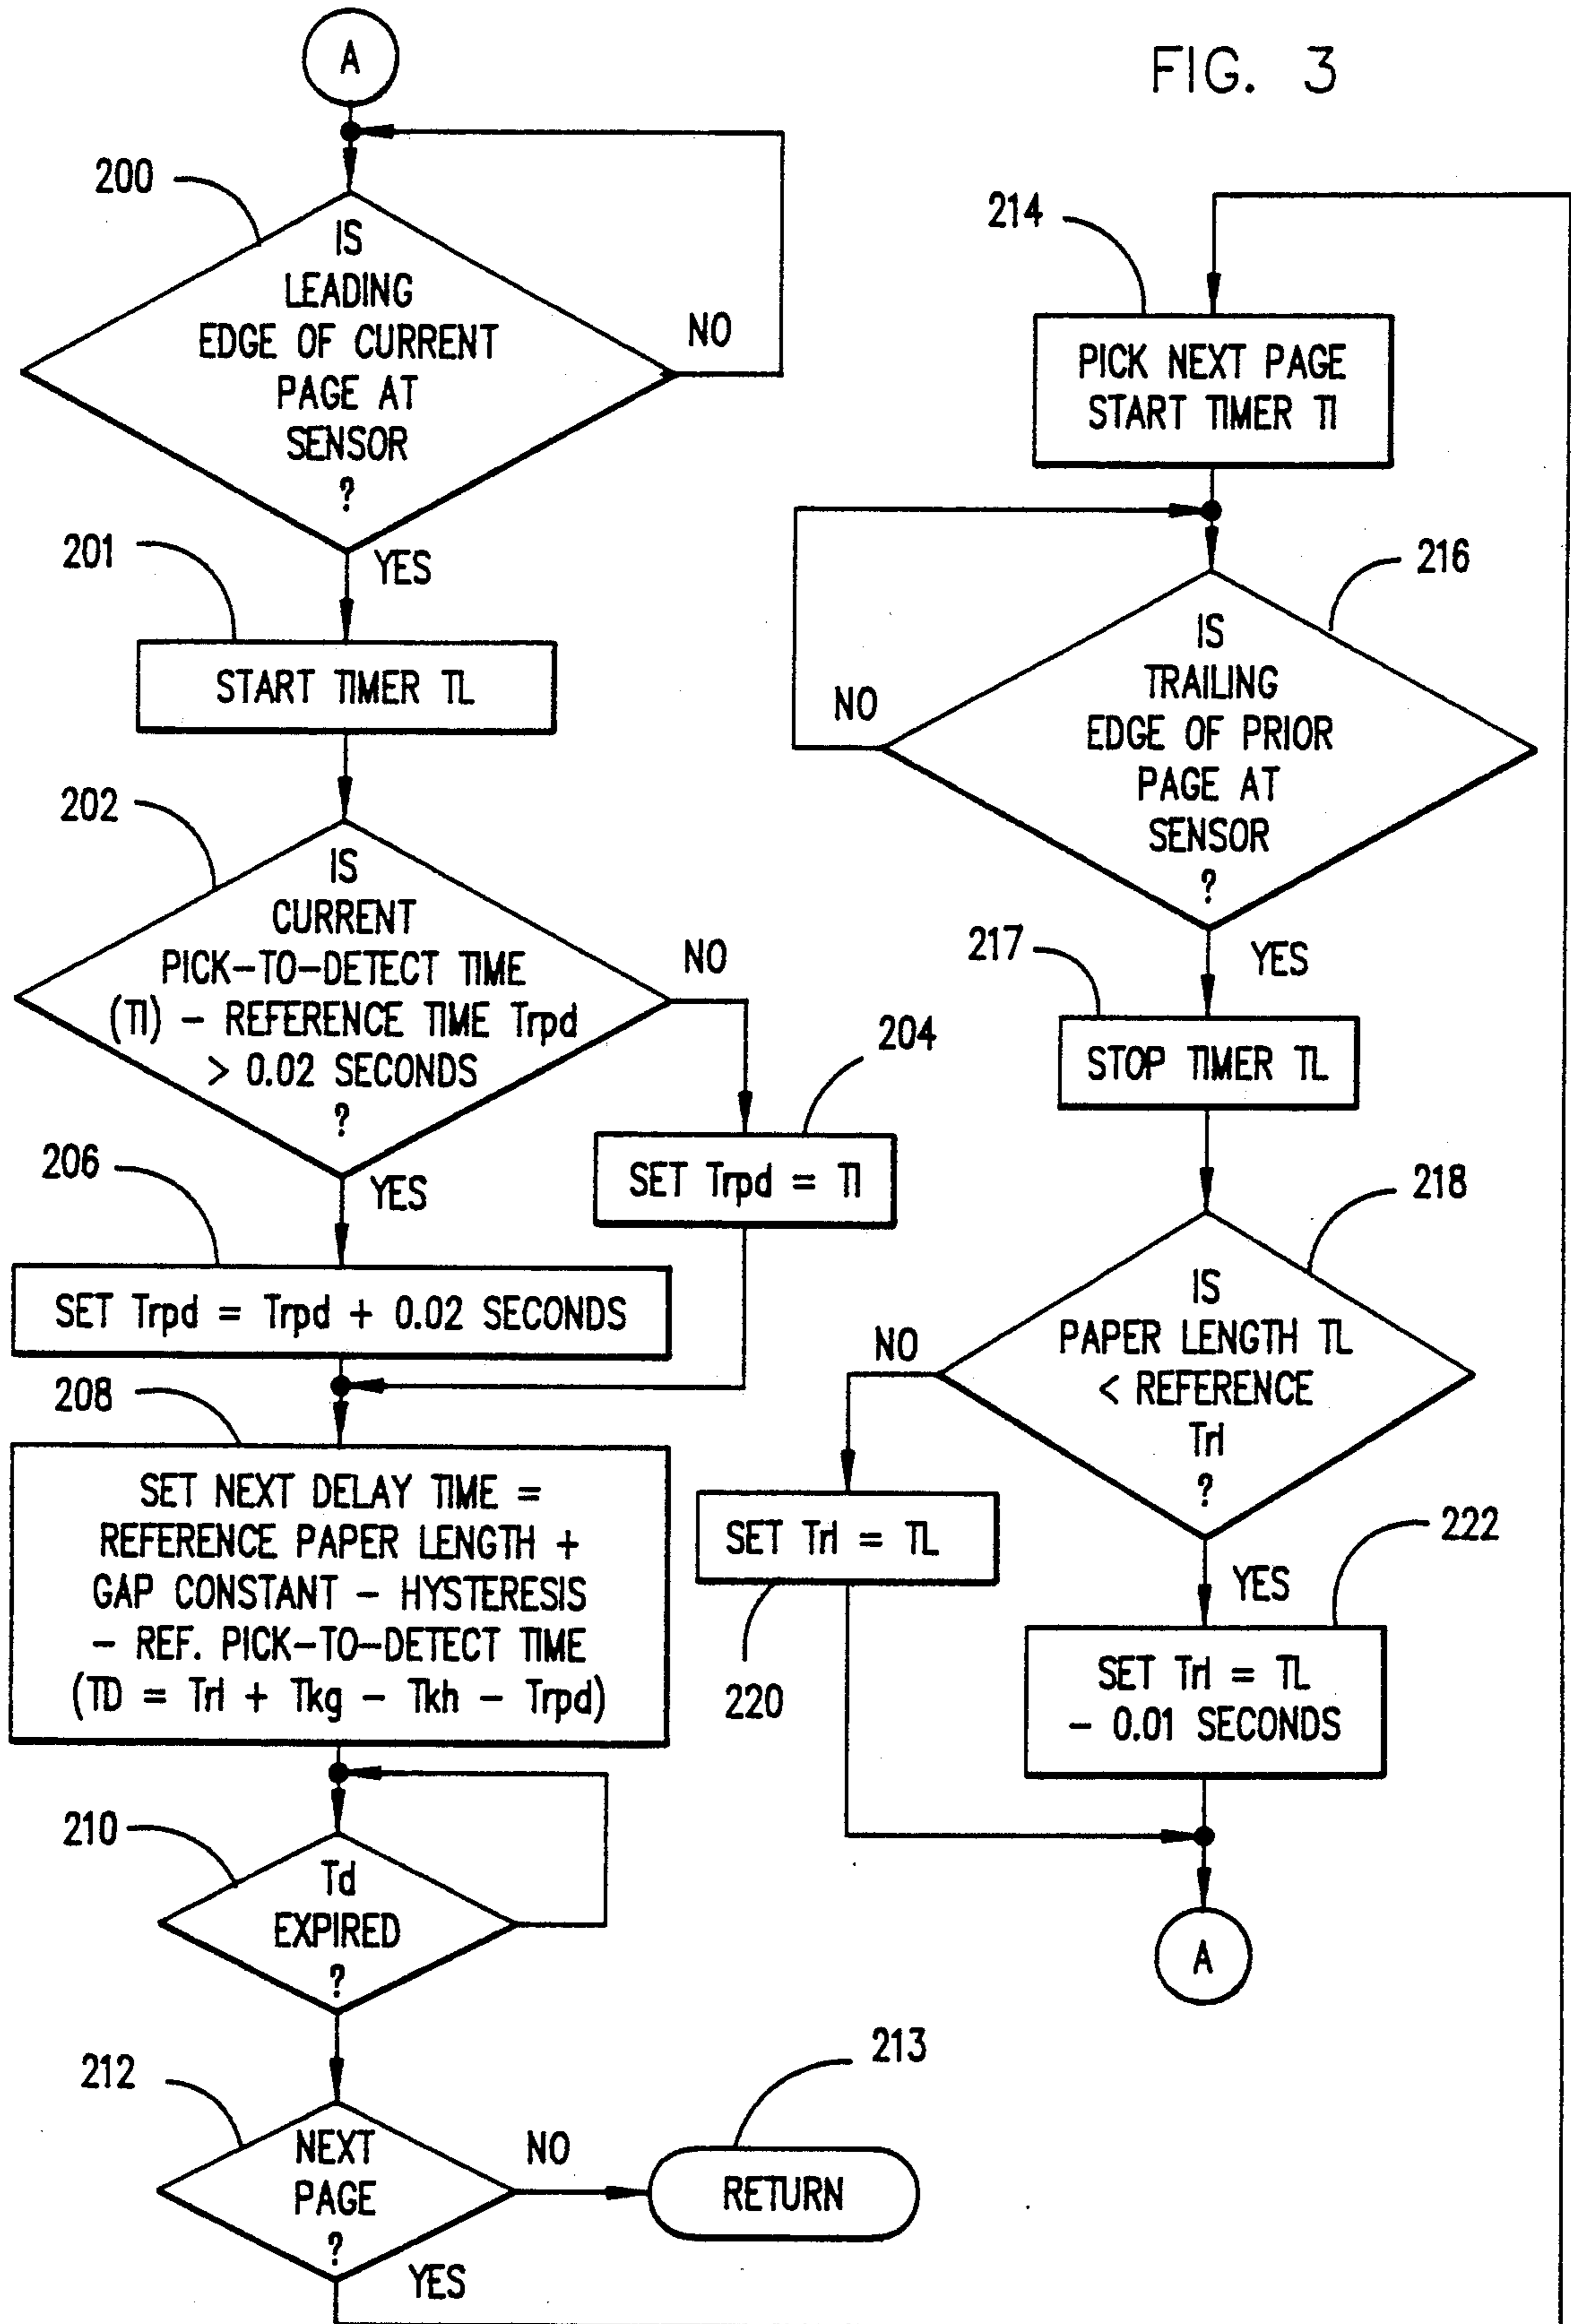 FIG. 3
A
200
IS
LEADING
EDGE OF CURRENT
PAGE AT
SENSOR
?
NO
YES
201
START TIMER TL
202
IS
CURRENT
PICK-TO-DETECT TIME
(TI) - REFERENCE TIME Trpd
> 0.02 SECONDS
?
NO
YES
204
SET Trpd = TI
206
SET Trpd = Trpd + 0.02 SECONDS
208
SET NEXT DELAY TIME =
REFERENCE PAPER LENGTH +
GAP CONSTANT - HYSTERESIS
- REF. PICK-TO-DETECT TIME
(TD = Trl + Tkg - Tkh - Trpd)
210
Td
EXPIRED
?
212
NEXT
PAGE
?
NO
YES
213
RETURN
214
PICK NEXT PAGE
START TIMER TI
216
IS
TRAILING
EDGE OF PRIOR
PAGE AT
SENSOR
?
NO
YES
217
STOP TIMER TL
218
IS
PAPER LENGTH TL
< REFERENCE
Trl
?
NO
YES
SET Trl = TL
220
222
SET Trl = TL
- 0.01 SECONDS
A